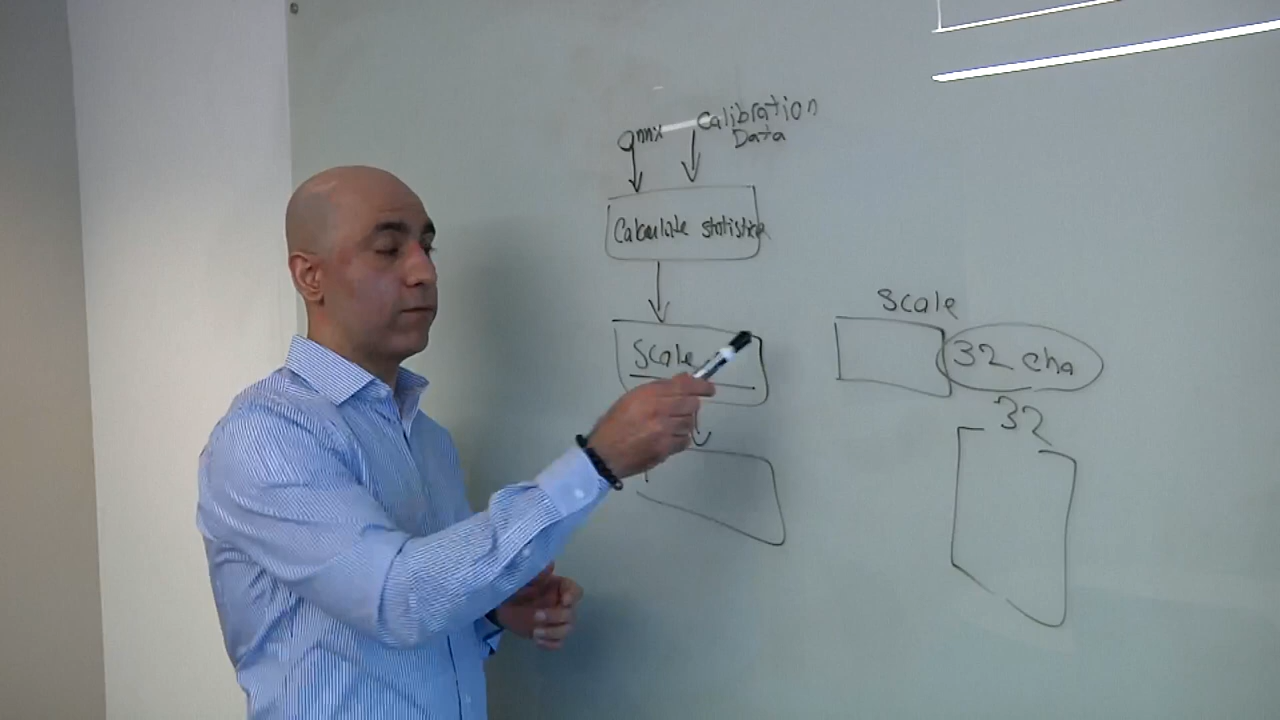 onnx
Calibration
Data
Calculate statistics
Scale
Scale
32 cha
32